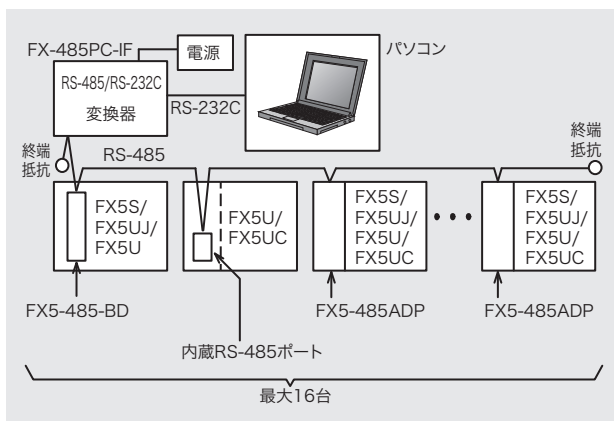 FX-485PC-IF
電源
パソコン
RS-485/RS-232C
変換器
RS-232C
終端
抵抗
RS-485
終端
抵抗
FX5S/
FX5UJ/
FX5U
FX5U/
FX5UC
FX5S/
FX5UJ/
FX5U/
FX5UC
FX5S/
FX5UJ/
FX5U/
FX5UC
FX5-485-BD
FX5-485ADP
FX5-485ADP
内蔵RS-485ポート
最大16台